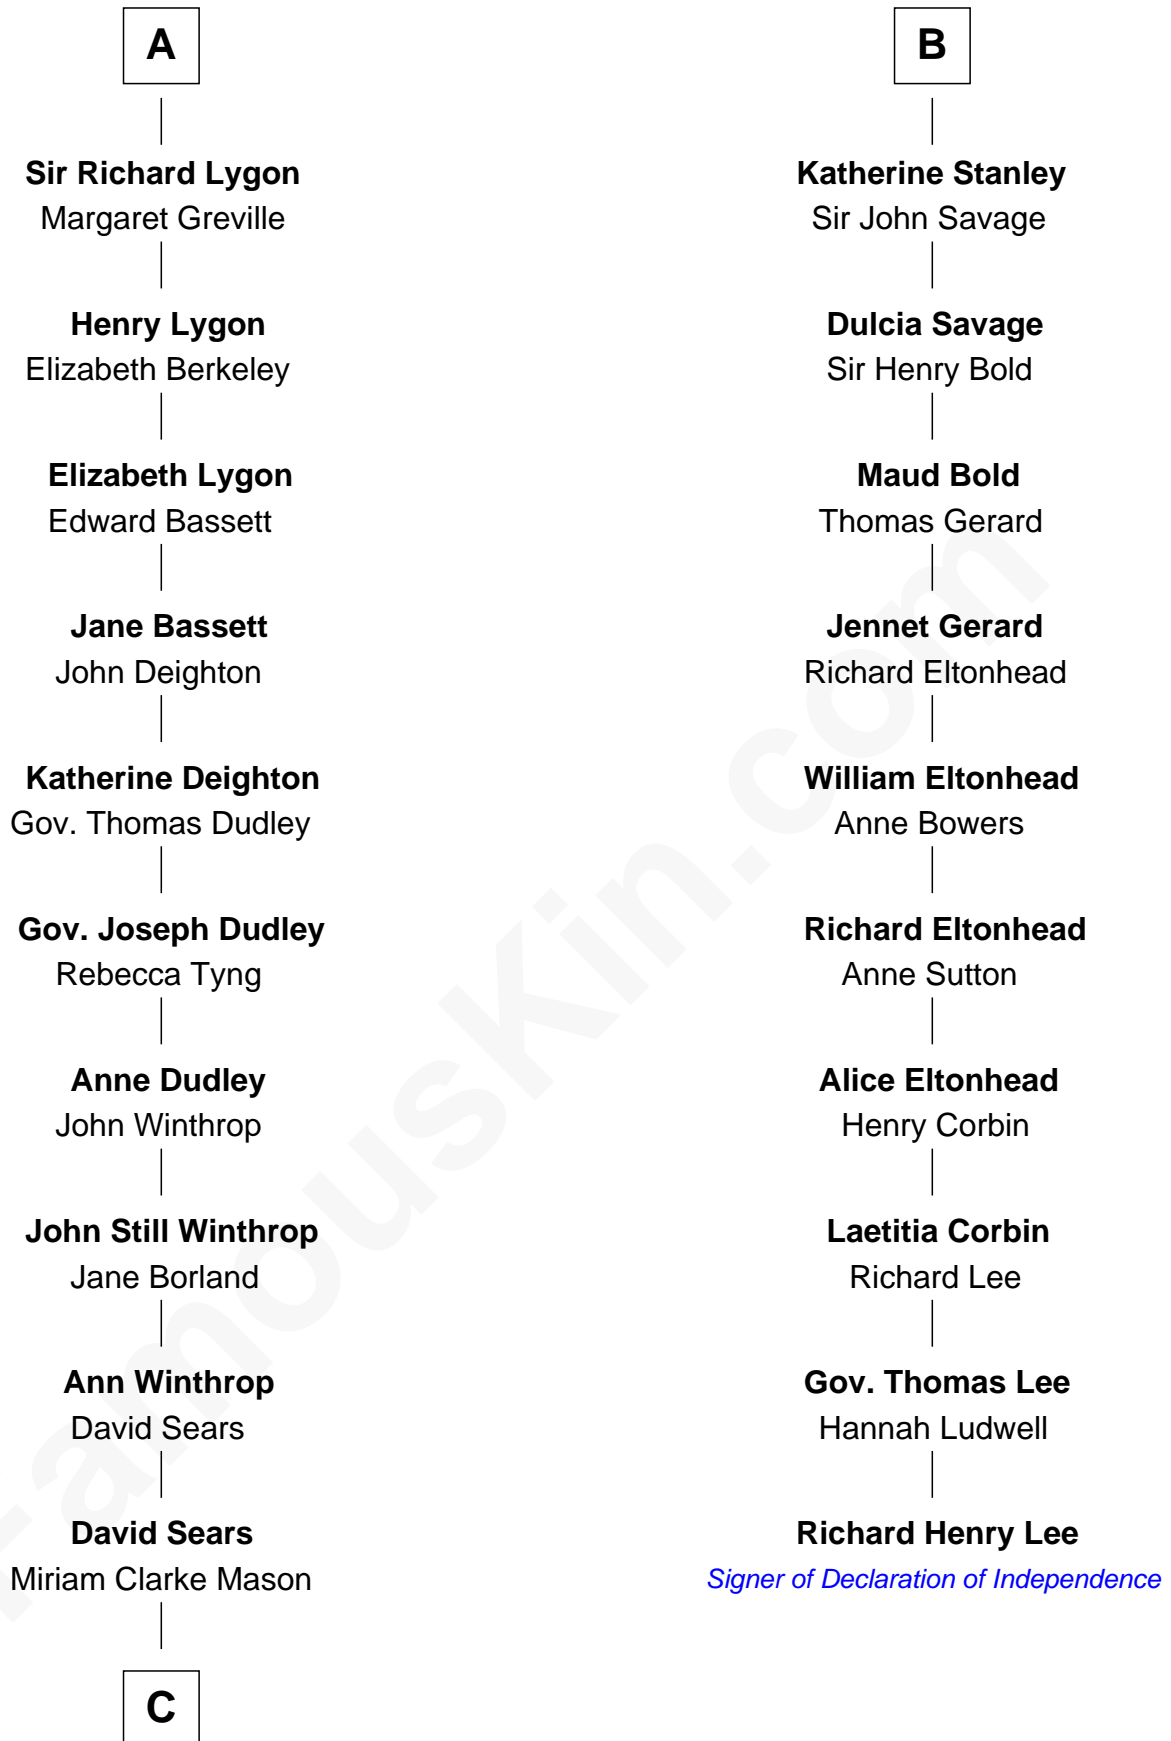 A
Sir Richard Lygon
Margaret Greville
Henry Lygon
Elizabeth Berkeley
Elizabeth Lygon
Edward Bassett
Jane Bassett
John Deighton
Katherine Deighton
Gov. Thomas Dudley
Gov. Joseph Dudley
Rebecca Tyng
Anne Dudley
John Winthrop
John Still Winthrop
Jane Borland
Ann Winthrop
David Sears
David Sears
Miriam Clarke Mason
C
B
Katherine Stanley
Sir John Savage
Dulcia Savage
Sir Henry Bold
Maud Bold
Thomas Gerard
Jennet Gerard
Richard Eltonhead
William Eltonhead
Anne Bowers
Richard Eltonhead
Anne Sutton
Alice Eltonhead
Henry Corbin
Laetitia Corbin
Richard Lee
Gov. Thomas Lee
Hannah Ludwell
Richard Henry Lee
Signer of Declaration of Independence
FamousKin.com